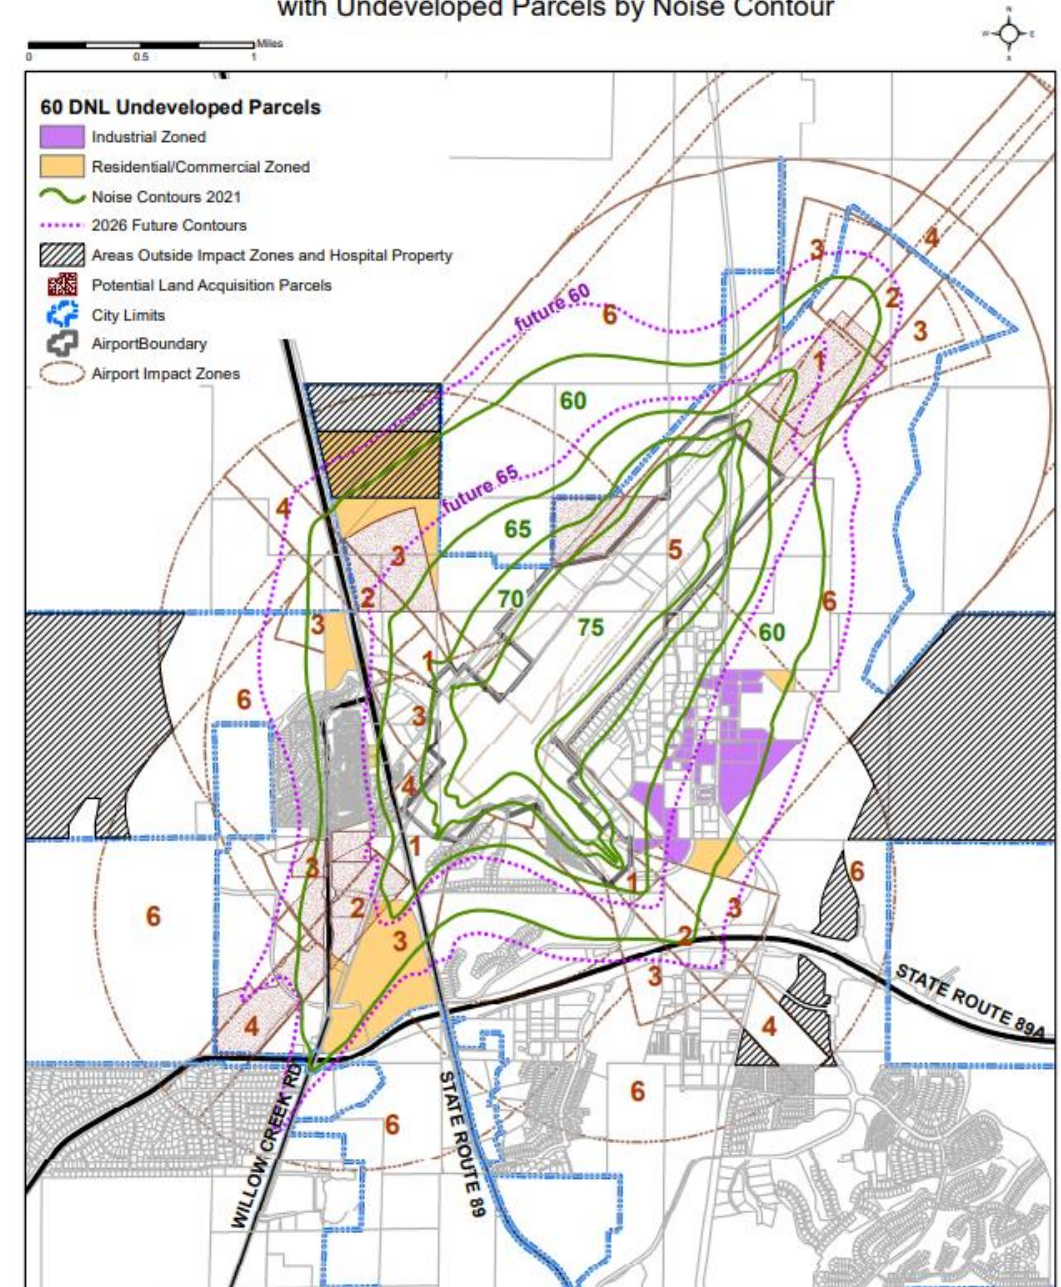 with Undeveloped Parcels by Noise Contour
N
W
E
S
Miles
0
0.5
1
60 DNL Undeveloped Parcels
Industrial Zoned
Residential/Commercial Zoned
Noise Contours 2021
2026 Future Contours
Areas Outside Impact Zones and Hospital Property
Potential Land Acquisition Parcels
City Limits
AirportBoundary
Airport Impact Zones
3
4
2
future 60
6
3
1
60
future 65
4
65
5
3
70
2
75
6
60
3
1
6
3
4
1
3
6
1
2
6
3
3
2
3
STATE ROUTE 89A
4
4
WILLOW CREEK RD
STATE ROUTE 89
6
6